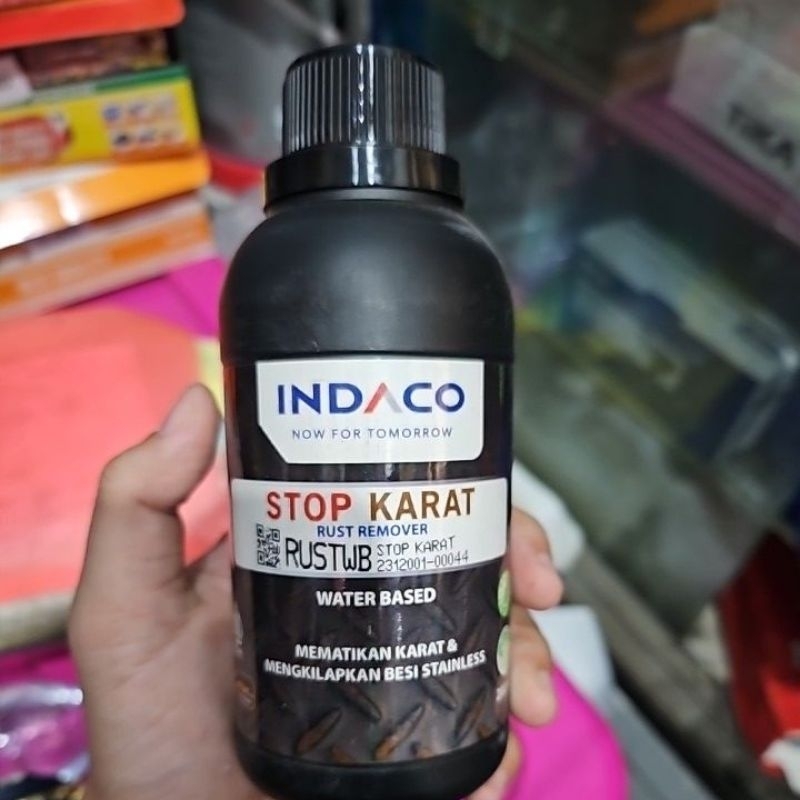 INDACO
NOW FOR TOMORROW
STOP KARAT
RUST REMOVER
RUSTWB STOP KARAT
2312001-00044
WATER BASED
MEMATIKAN KARAT &
MENGKILAPKAN BESI STAINLESS
TIKA